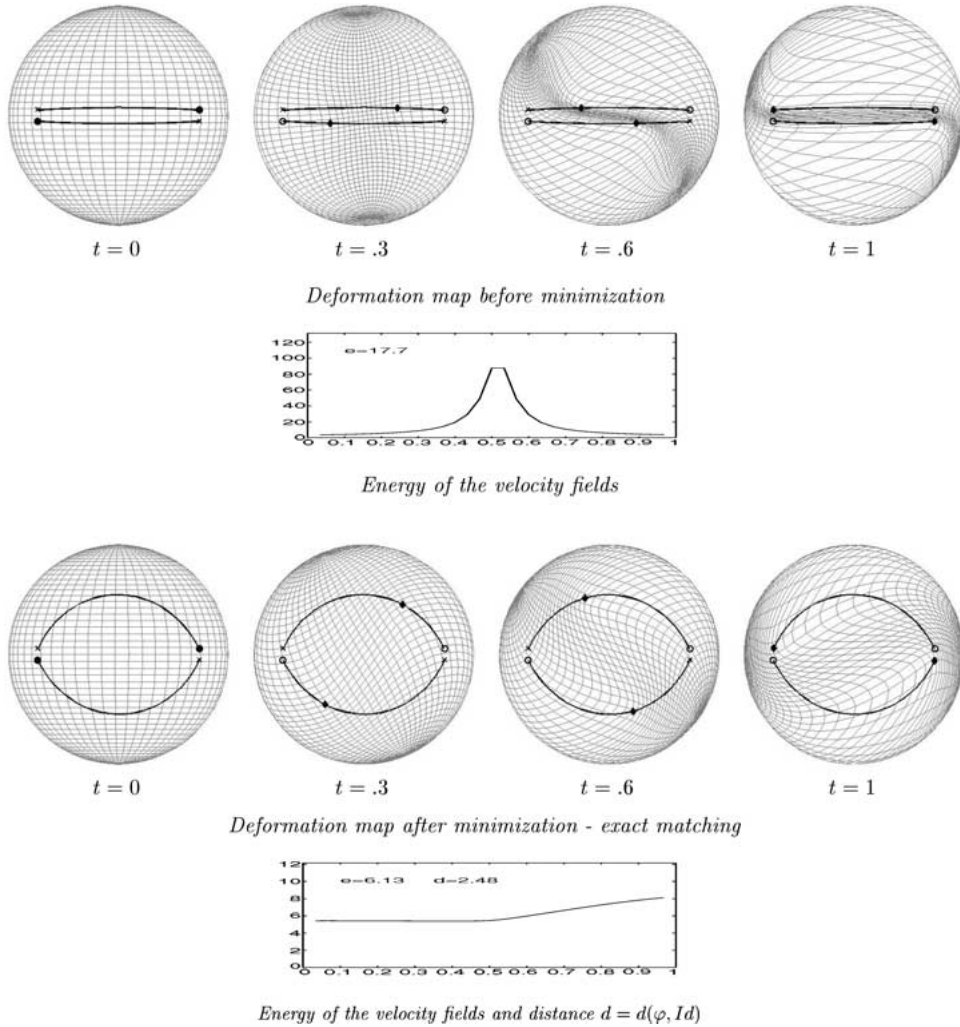 t = 0 t = .3 t = .6 t = 1
Deformation map before minimization
120
100
80
60
40
20
0
e=17.7
0 0.1 0.2 0.3 0.4 0.5 0.6 0.7 0.8 0.9 1
Energy of the velocity fields
t = 0 t = .3 t = .6 t = 1
Deformation map after minimization - exact matching
12
10
8
6
4
2
0
e=6.13 d=2.48
0 0.1 0.2 0.3 0.4 0.5 0.6 0.7 0.8 0.9 1
Energy of the velocity fields and distance d = d(φ, Id)